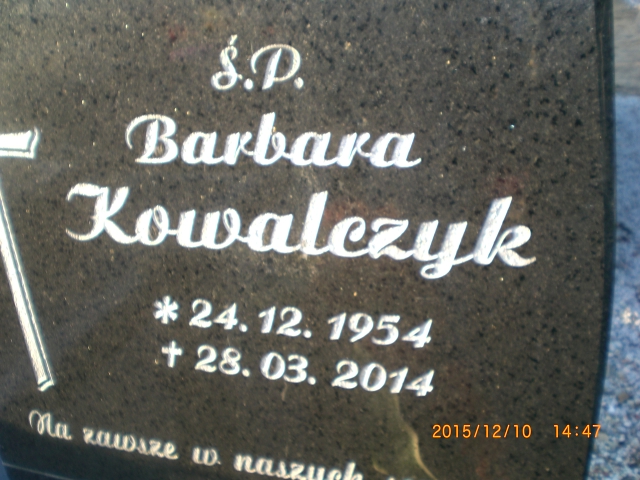 Ś.P.
Barbara
Kowalczyk
* 24. 12. 1954
† 28. 03. 2014
Na zawsze w naszych
2015/12/10 14:47